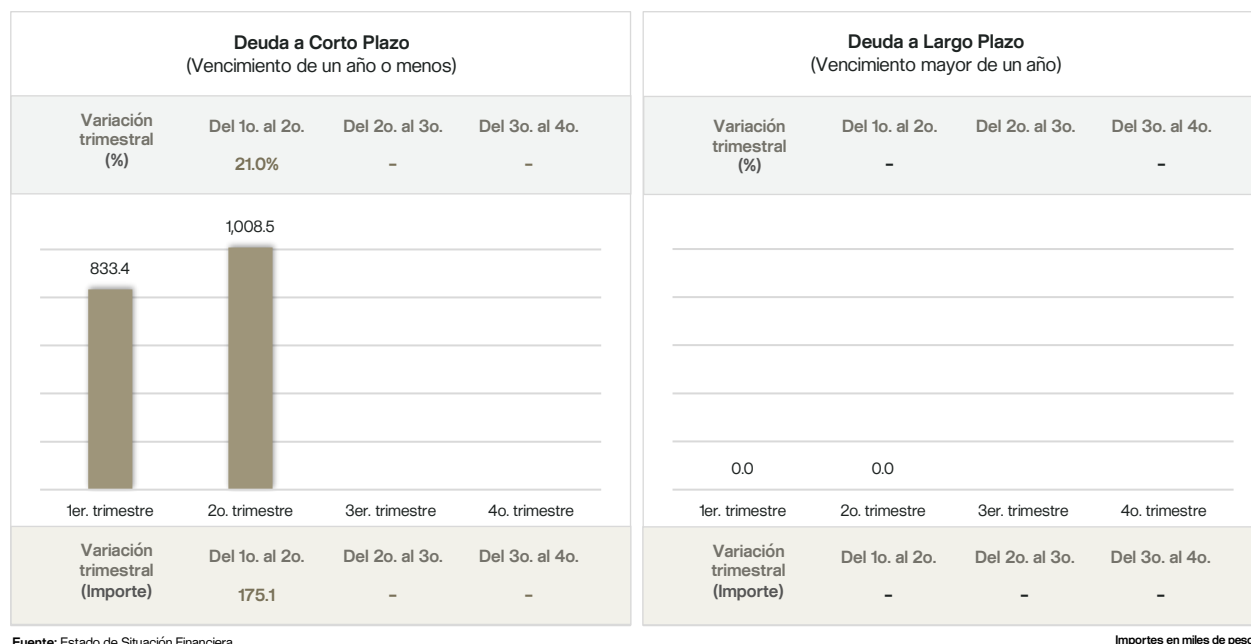 Deuda a Corto Plazo
(Vencimiento de un año o menos)
Variación trimestral (%)
Del 1o. al 2o.
Del 2o. al 3o.
Del 3o. al 4o.
21.0%
–
–
1,008.5
833.4
1er. trimestre
2o. trimestre
3er. trimestre
4o. trimestre
Variación trimestral (Importe)
Del 1o. al 2o.
Del 2o. al 3o.
Del 3o. al 4o.
175.1
–
–
Deuda a Largo Plazo
(Vencimiento mayor de un año)
Variación trimestral (%)
Del 1o. al 2o.
Del 2o. al 3o.
Del 3o. al 4o.
–
–
0.0
0.0
1er. trimestre
2o. trimestre
3er. trimestre
4o. trimestre
Variación trimestral (Importe)
Del 1o. al 2o.
Del 2o. al 3o.
Del 3o. al 4o.
–
–
–
Fuente: Estado de Situación Financiera
Importes en miles de